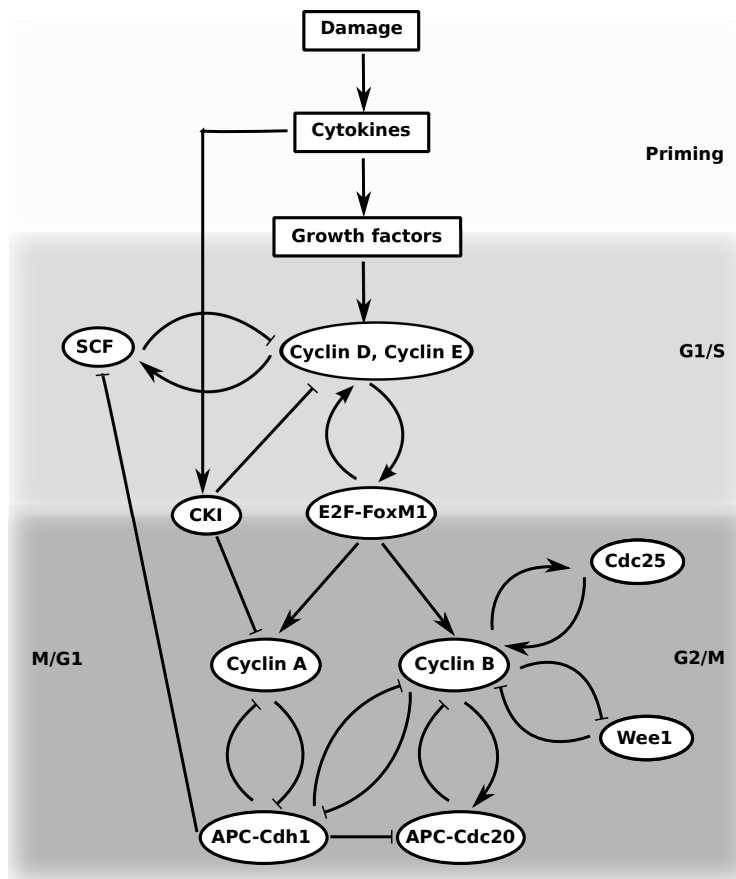 Damage
Cytokines
Priming
Growth factors
SCF
Cyclin D, Cyclin E
G1/S
CKI
E2F-FoxM1
Cdc25
M/G1
Cyclin A
Cyclin B
G2/M
Wee1
APC-Cdh1
APC-Cdc20